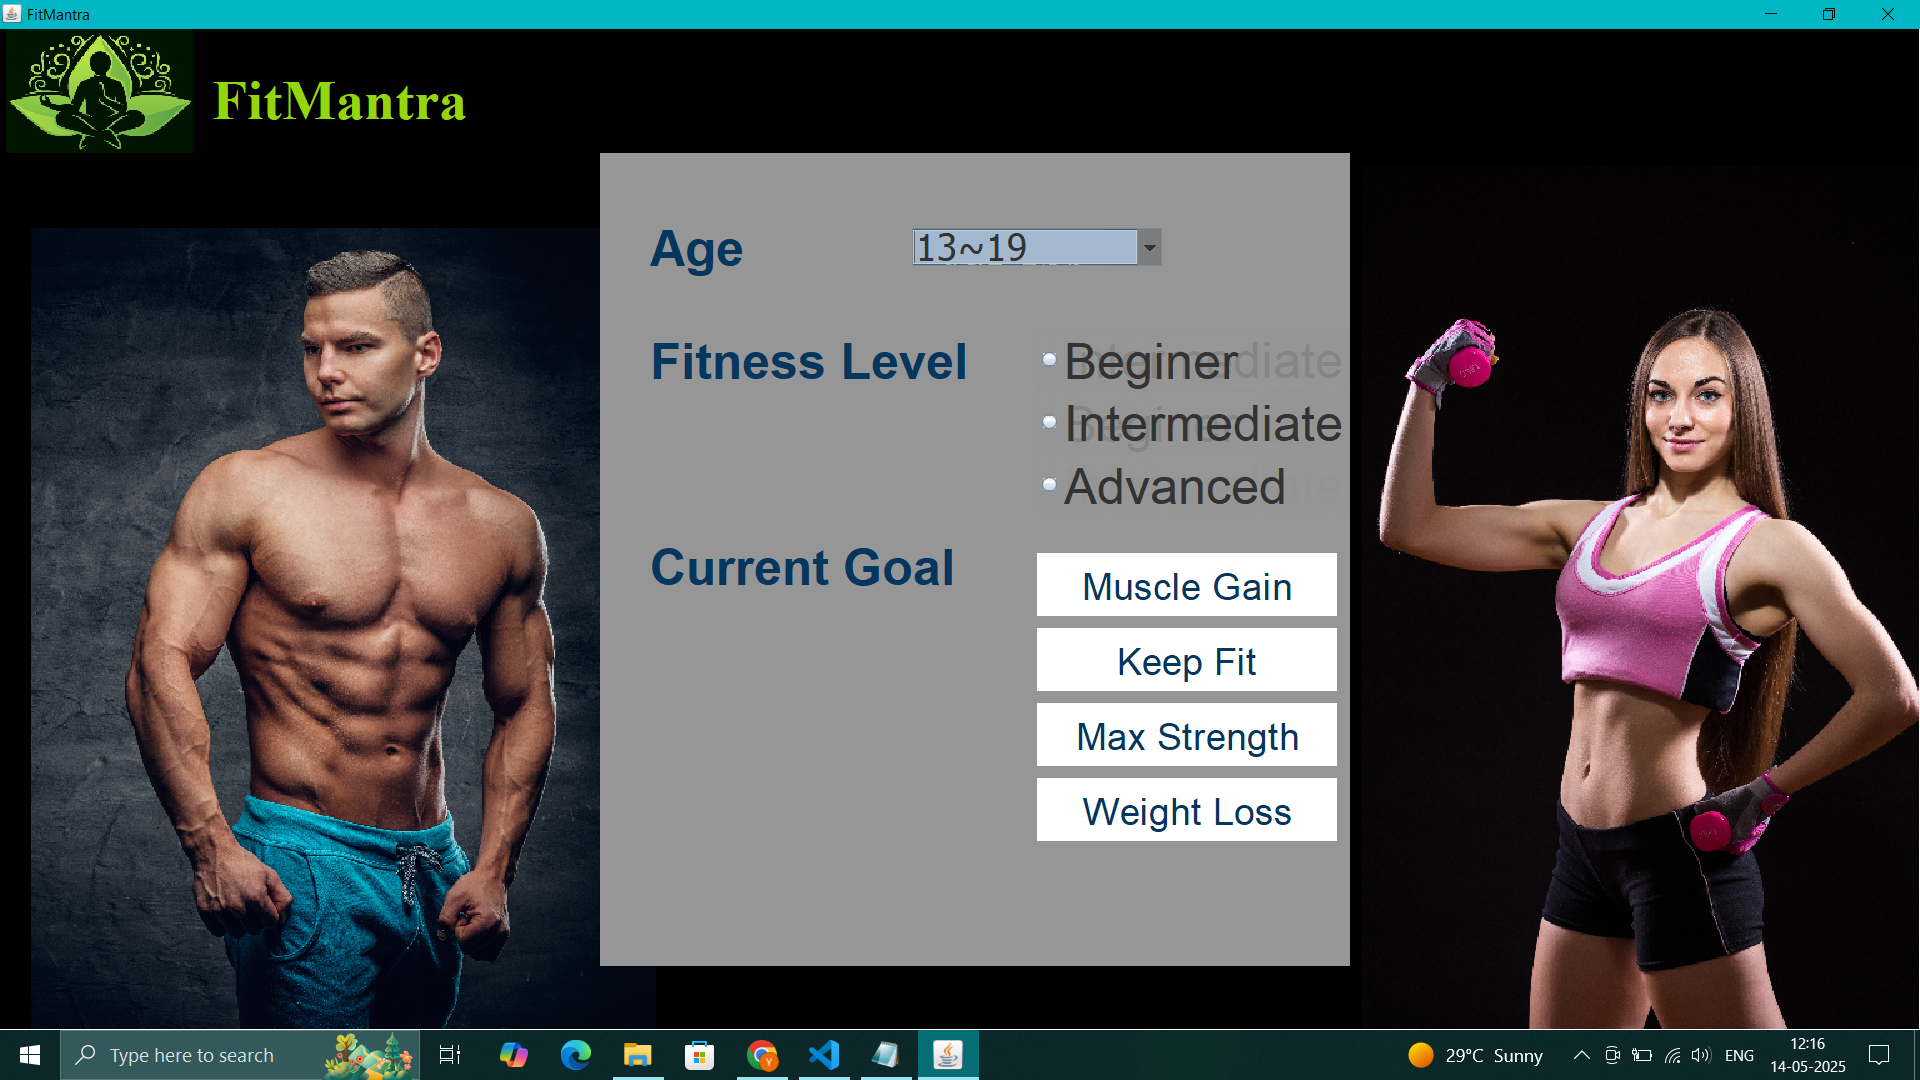 FitMantra
FitMantra
Age
13~19
Fitness Level
Beginer
Intermediate
Advanced
Current Goal
Muscle Gain
Keep Fit
Max Strength
Weight Loss
Type here to search
29°C Sunny
ENG
12:16
14-05-2025